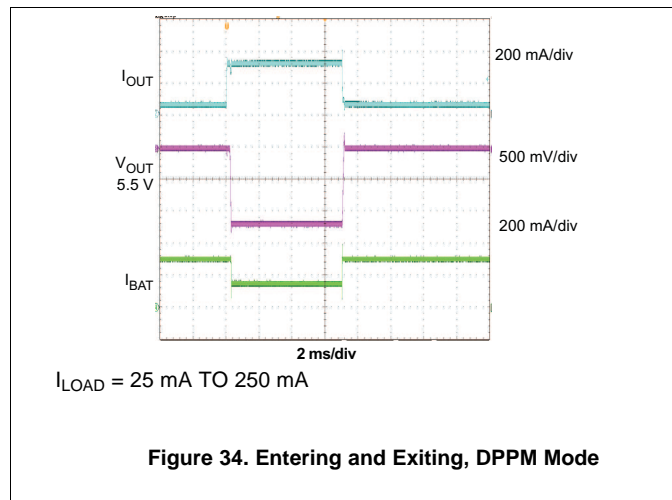 200 mA/div
IOUT
VOUT
5.5 V
500 mV/div
200 mA/div
IBAT
2 ms/div
ILOAD = 25 mA TO 250 mA
Figure 34. Entering and Exiting, DPPM Mode